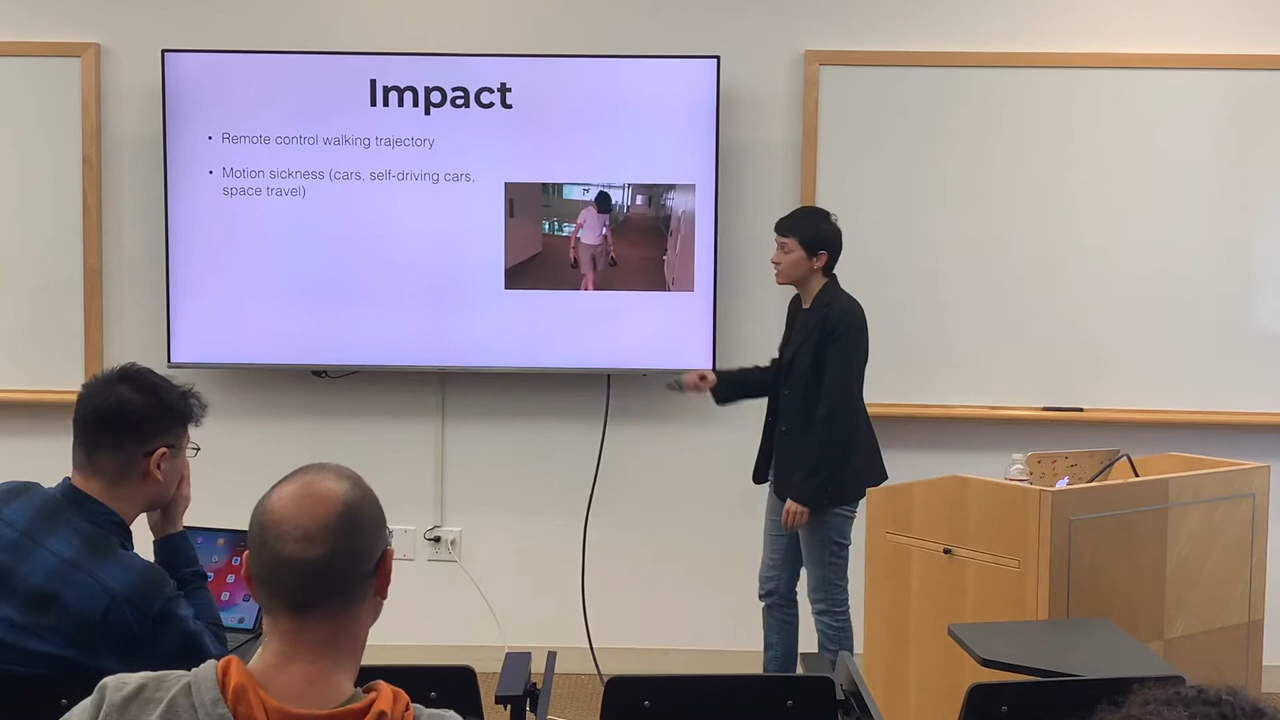 Impact
• Remote control walking trajectory
• Motion sickness (cars, self-driving cars,
space travel)